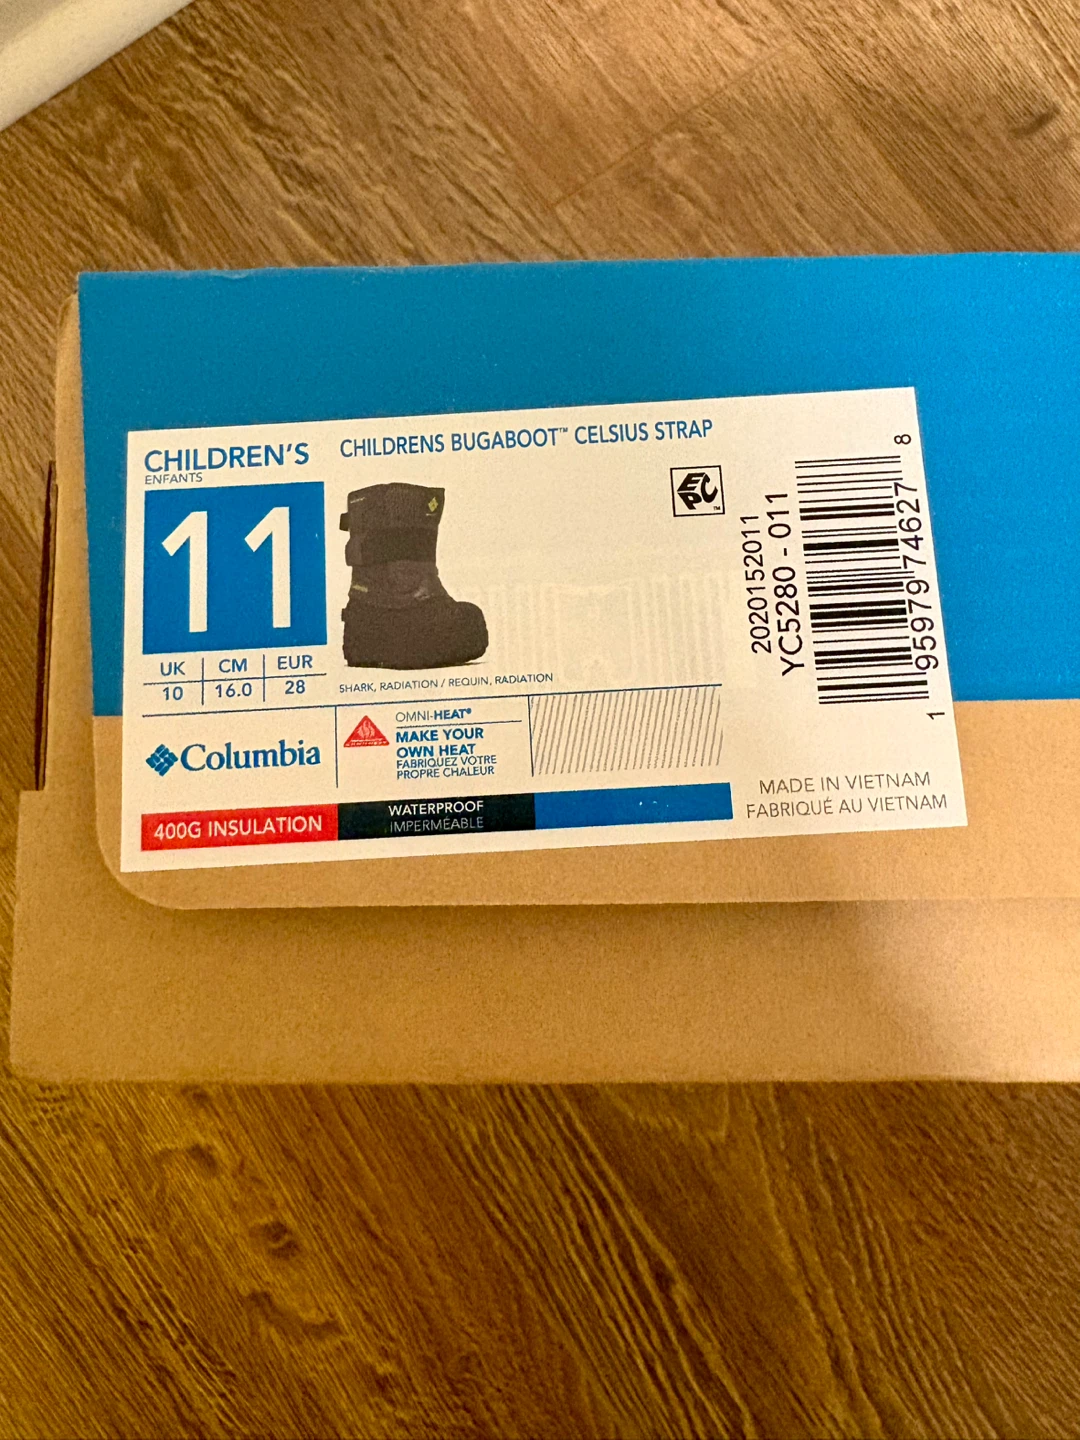 CHILDREN'S
ENFANTS
11
UK | CM | EUR
10 | 16.0 | 28
CHILDRENS BUGABOOT™ CELSIUS STRAP
EPC™
SHARK, RADIATION / REQUIN, RADIATION
Columbia
OMNI-HEAT®
MAKE YOUR
OWN HEAT
FABRIQUEZ VOTRE
PROPRE CHALEUR
400G INSULATION
WATERPROOF
IMPERMÉABLE
2020152011
YC5280 - 011
1 95979 74627 8
MADE IN VIETNAM
FABRIQUÉ AU VIETNAM